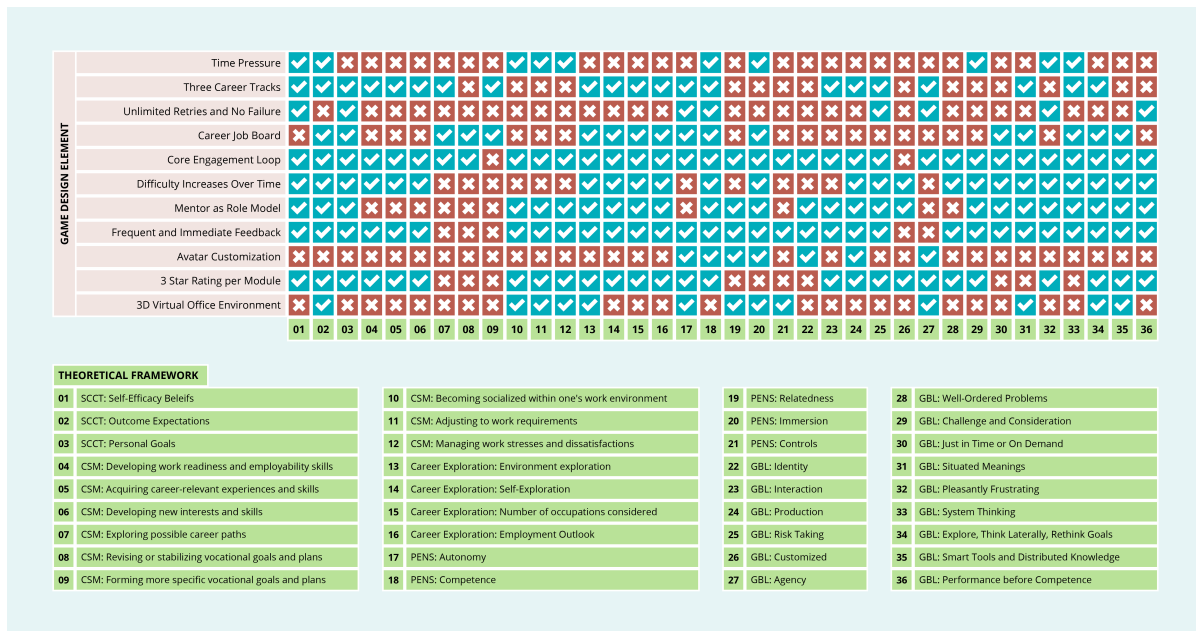 GAME DESIGN ELEMENT
Time Pressure
Three Career Tracks
Unlimited Retries and No Failure
Career Job Board
Core Engagement Loop
Difficulty Increases Over Time
Mentor as Role Model
Frequent and Immediate Feedback
Avatar Customization
3 Star Rating per Module
3D Virtual Office Environment
01 02 03 04 05 06 07 08 09 10 11 12 13 14 15 16 17 18 19 20 21 22 23 24 25 26 27 28 29 30 31 32 33 34 35 36
THEORETICAL FRAMEWORK
01 SCCT: Self-Efficacy Beleifs
02 SCCT: Outcome Expectations
03 SCCT: Personal Goals
04 CSM: Developing work readiness and employability skills
05 CSM: Acquiring career-relevant experiences and skills
06 CSM: Developing new interests and skills
07 CSM: Exploring possible career paths
08 CSM: Revising or stabilizing vocational goals and plans
09 CSM: Forming more specific vocational goals and plans
10 CSM: Becoming socialized within one's work environment
11 CSM: Adjusting to work requirements
12 CSM: Managing work stresses and dissatisfactions
13 Career Exploration: Environment exploration
14 Career Exploration: Self-Exploration
15 Career Exploration: Number of occupations considered
16 Career Exploration: Employment Outlook
17 PENS: Autonomy
18 PENS: Competence
19 PENS: Relatedness
20 PENS: Immersion
21 PENS: Controls
22 GBL: Identity
23 GBL: Interaction
24 GBL: Production
25 GBL: Risk Taking
26 GBL: Customized
27 GBL: Agency
28 GBL: Well-Ordered Problems
29 GBL: Challenge and Consideration
30 GBL: Just in Time or On Demand
31 GBL: Situated Meanings
32 GBL: Pleasantly Frustrating
33 GBL: System Thinking
34 GBL: Explore, Think Laterally, Rethink Goals
35 GBL: Smart Tools and Distributed Knowledge
36 GBL: Performance before Competence